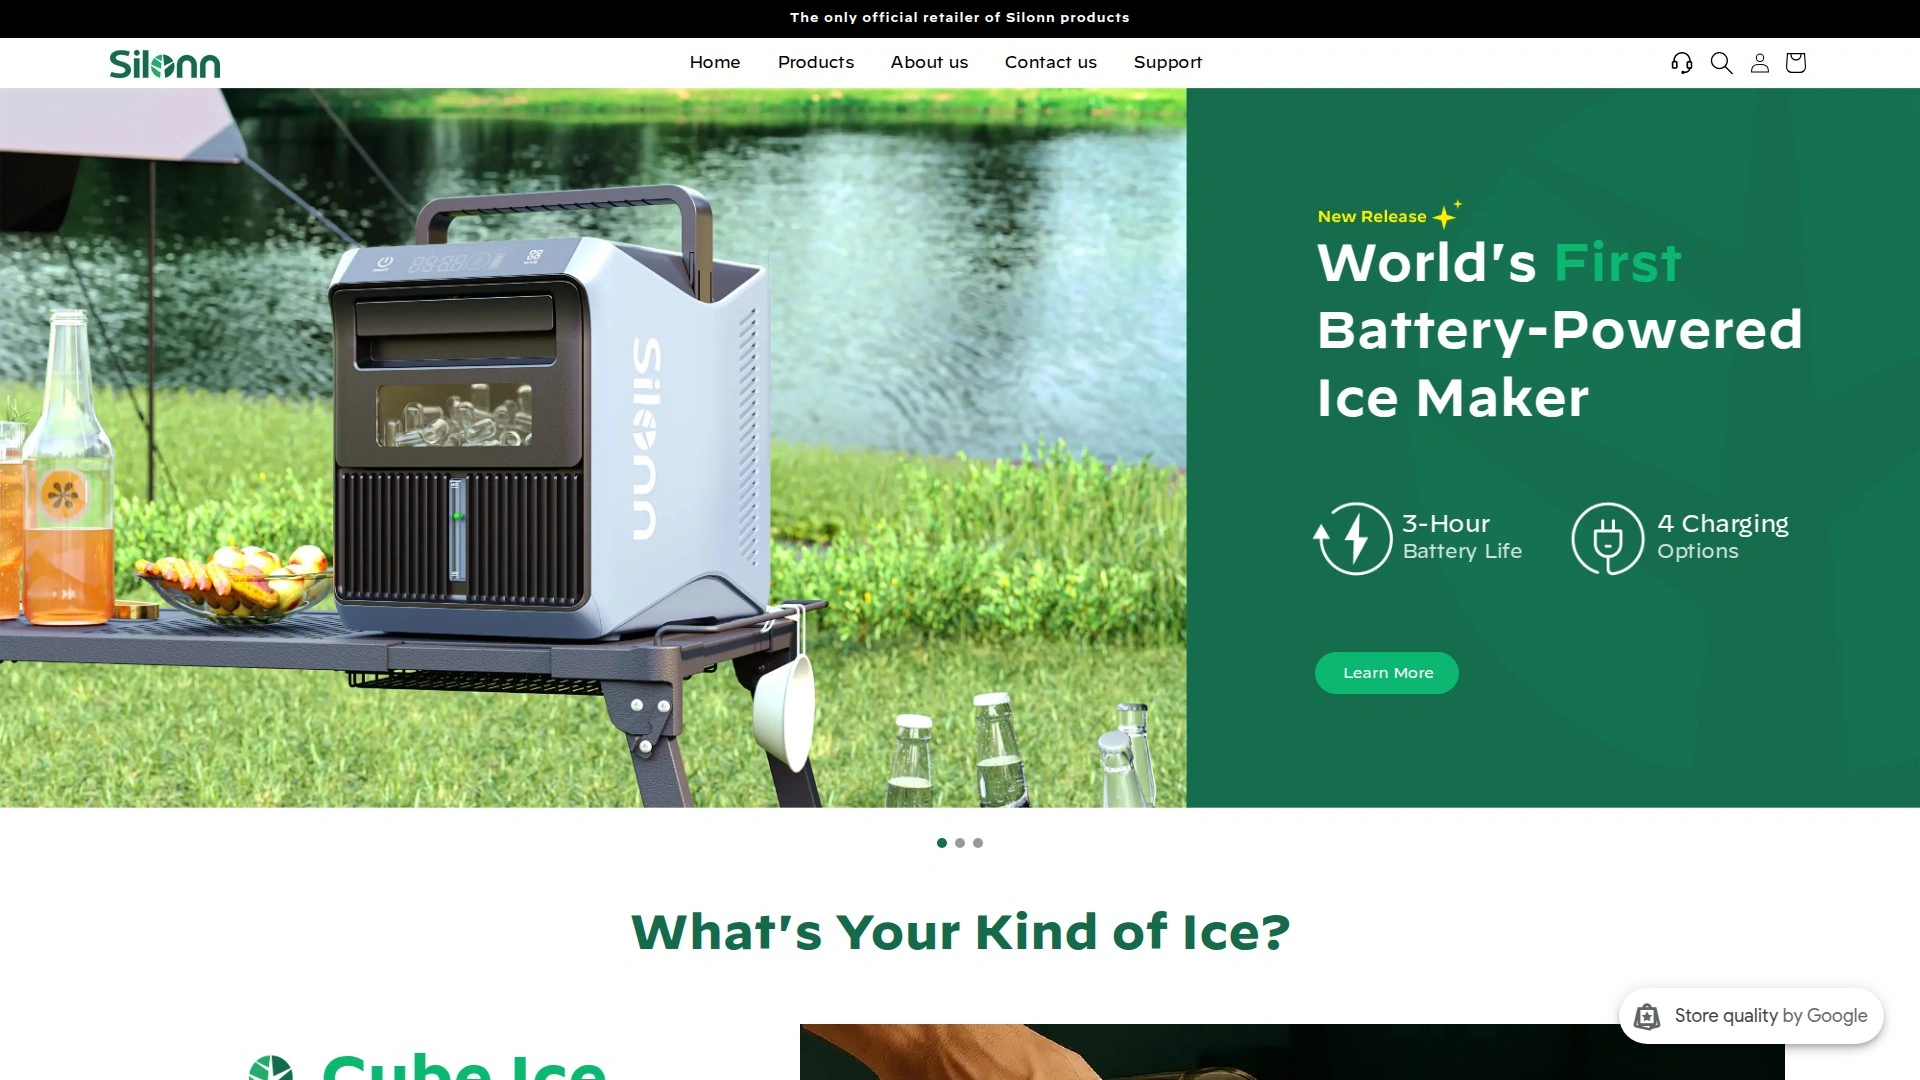 The only official retailer of Silonn products
Silonn
Home
Products
About us
Contact us
Support
Silonn
New Release
World's First
Battery-Powered
Ice Maker
3-Hour
Battery Life
4 Charging
Options
Learn More
What's Your Kind of Ice?
Store quality by Google
Cube Ice